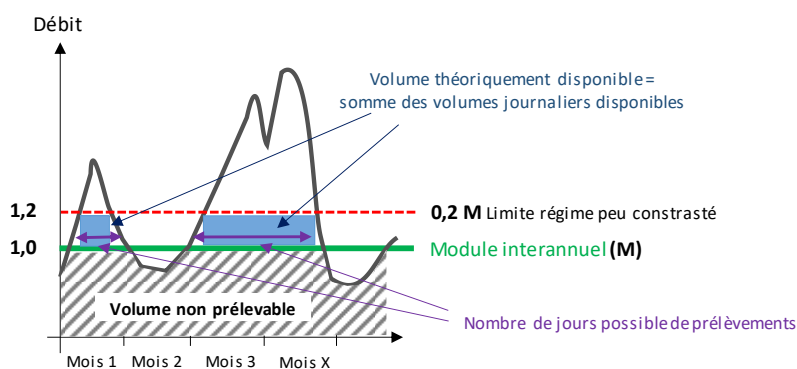 Débit
Volume théoriquement disponible =
somme des volumes journaliers disponibles
1,2
0,2 M Limite régime peu constrasté
1,0
Module interannuel (M)
Volume non prélevable
Nombre de jours possible de prélèvements
Mois 1 Mois 2 Mois 3 Mois X